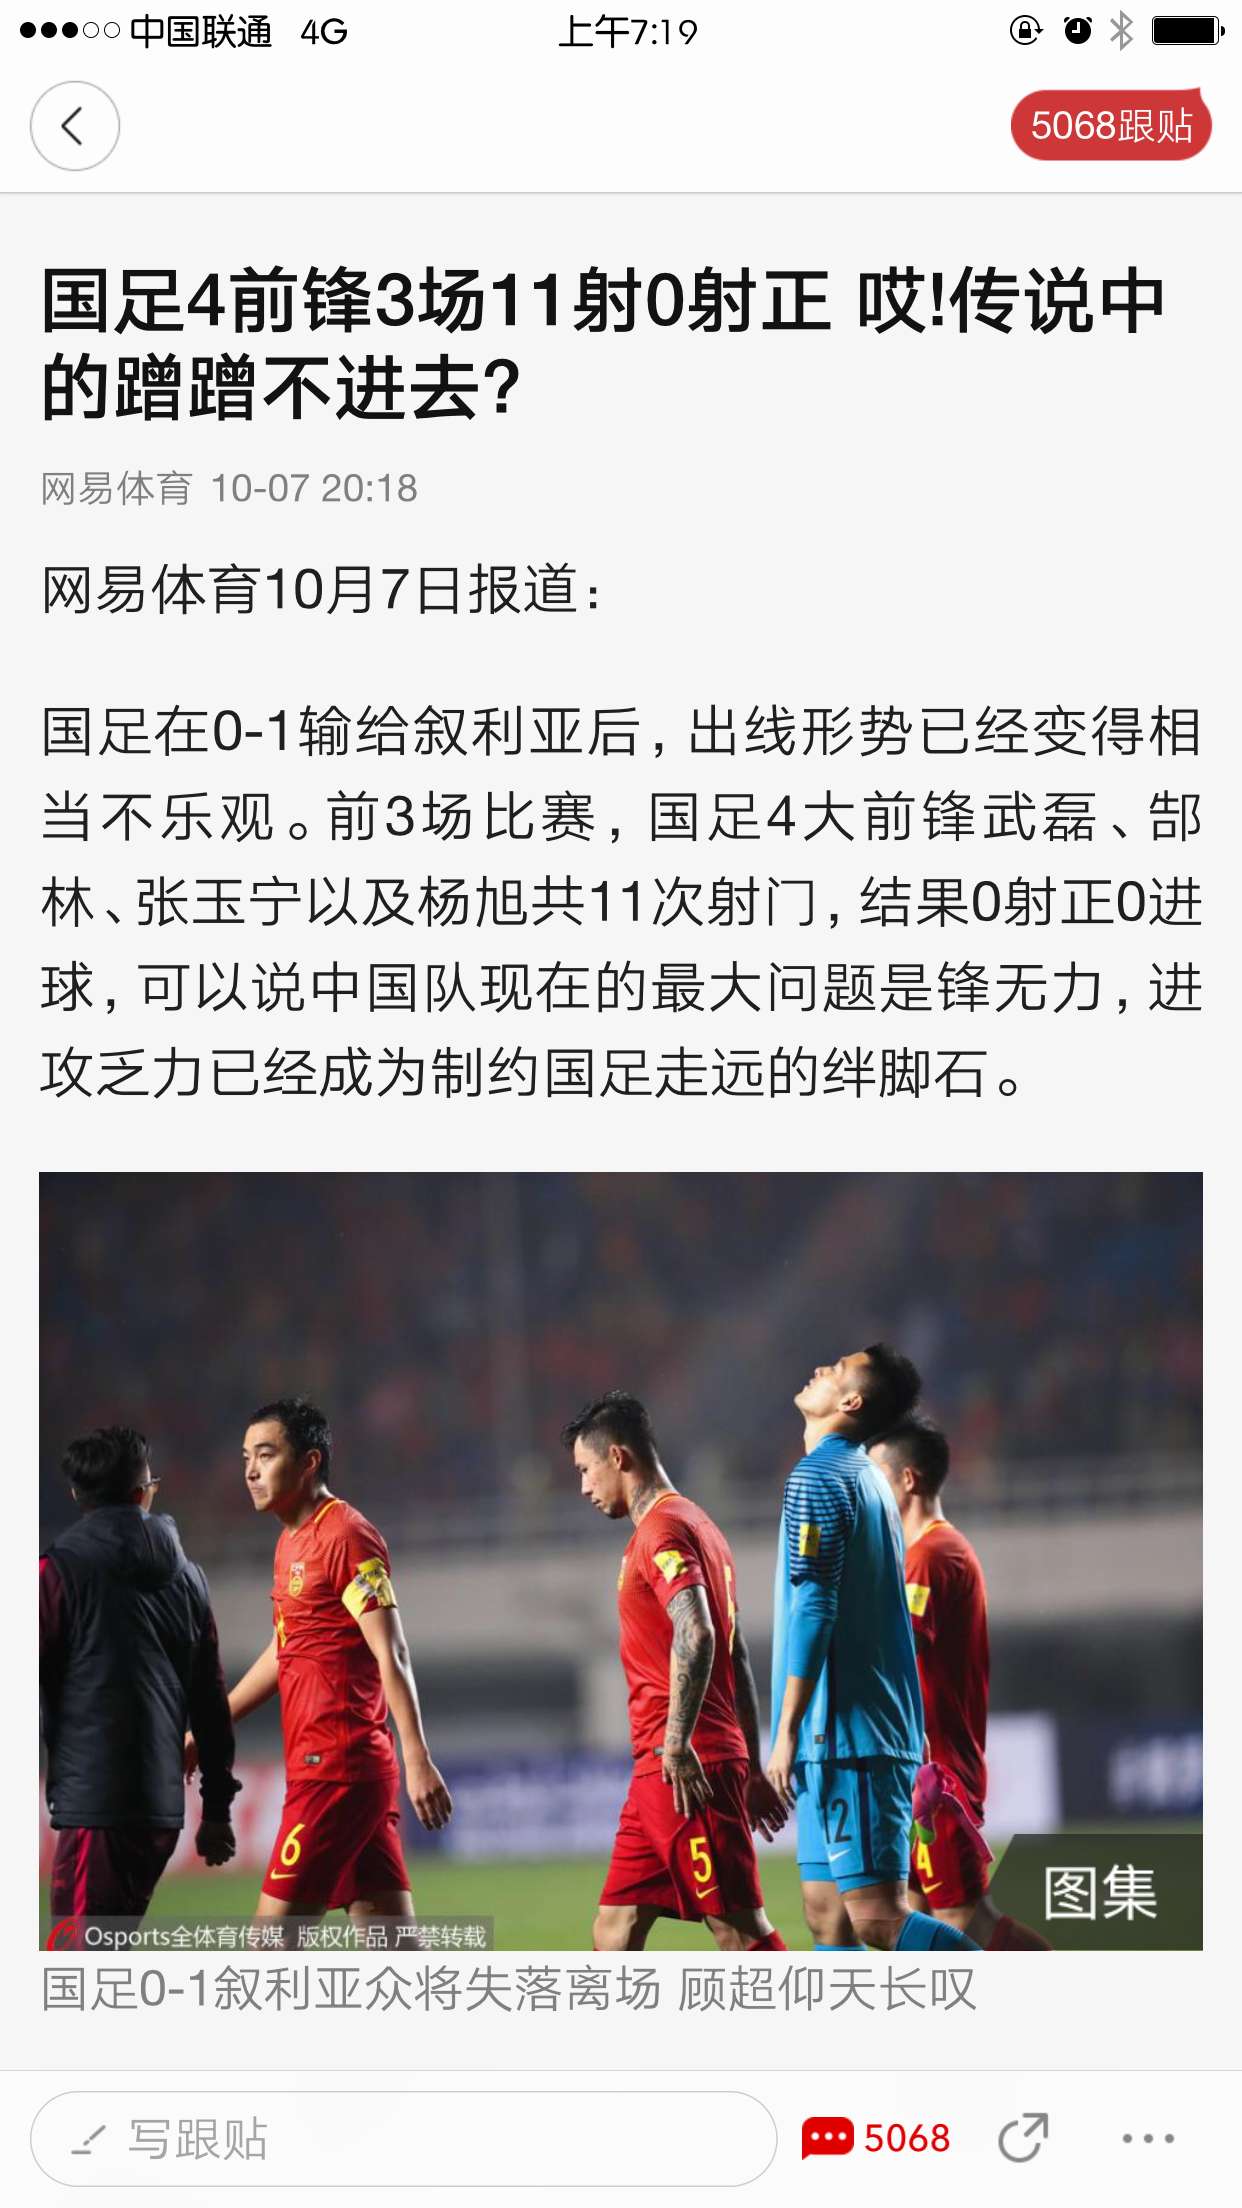 中国联通 4G 上午7:19
5068跟贴
国足4前锋3场11射0射正 哎!传说中
的蹭蹭不进去?
网易体育 10-07 20:18
网易体育10月7日报道：
国足在0-1输给叙利亚后，出线形势已经变得相
当不乐观。前3场比赛，国足4大前锋武磊、郜
林、张玉宁以及杨旭共11次射门，结果0射正0进
球，可以说中国队现在的最大问题是锋无力，进
攻乏力已经成为制约国足走远的绊脚石。
6
5
12
4
图集
Osports全体育传媒 版权作品 严禁转载
国足0-1叙利亚众将失落离场 顾超仰天长叹
写跟贴 5068